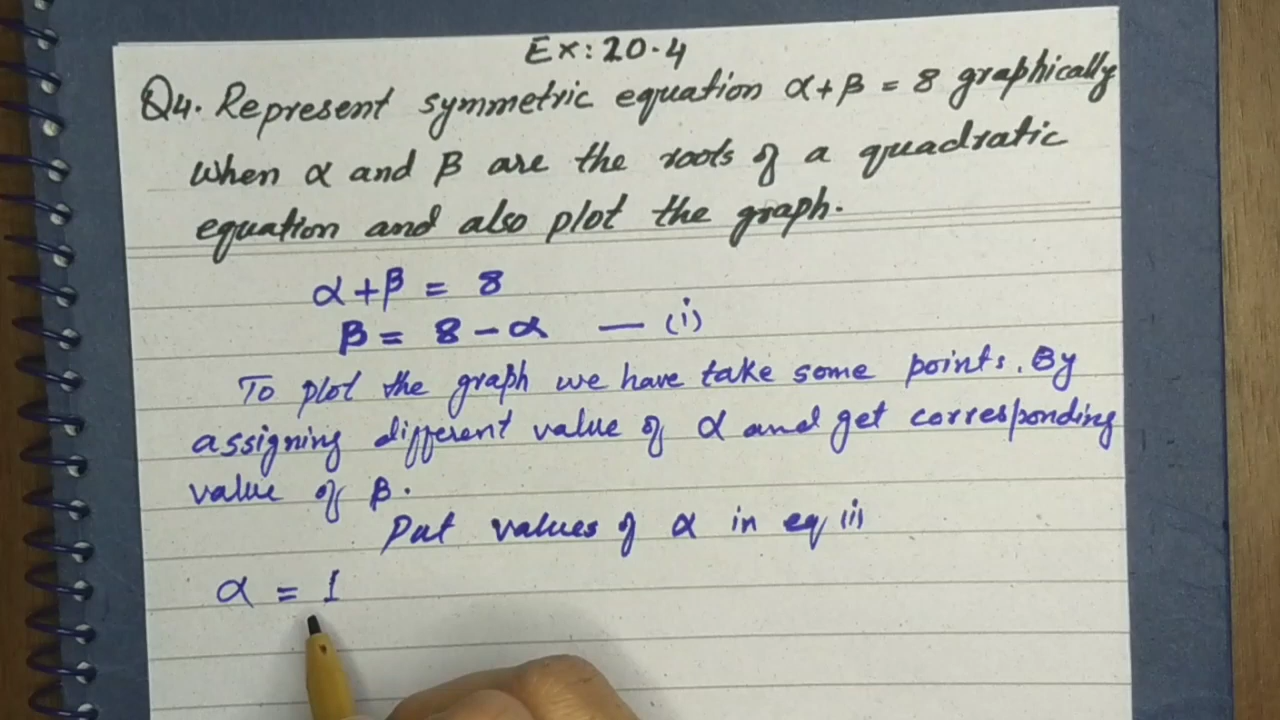 Ex: 20.4
Q4. Represent symmetric equation α+β = 8 graphically
when α and β are the roots of a quadratic
equation and also plot the graph.
α+β = 8
β = 8-α — (i)
To plot the graph we have take some points. By
assigning different value of α and get corresponding
value of β.
Put values of α in eq (i)
α = 1